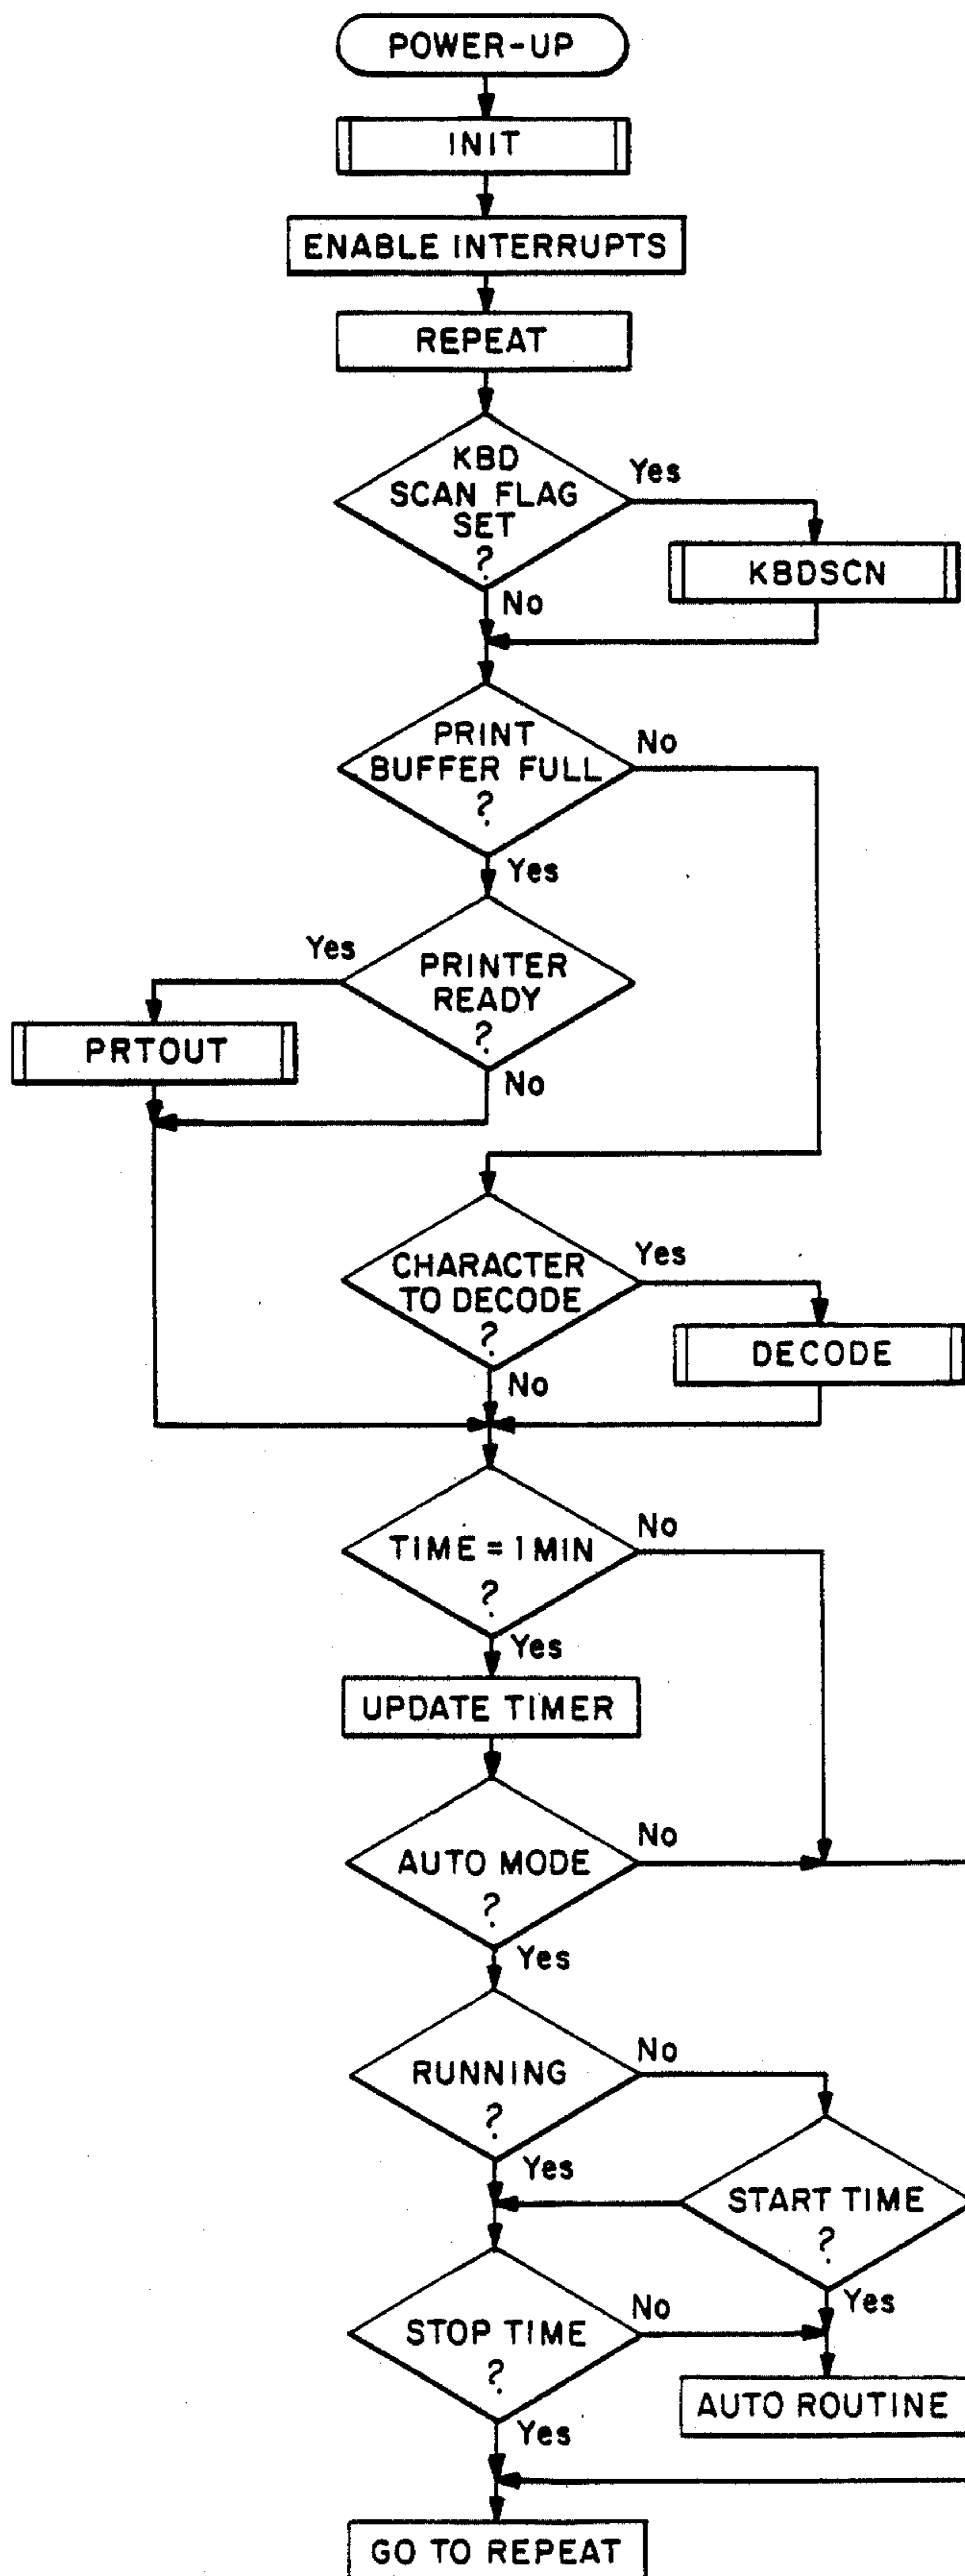 POWER-UP
INIT
ENABLE INTERRUPTS
REPEAT
KBD
SCAN FLAG
SET
?
Yes
KBDSCN
No
PRINT
BUFFER FULL
?
No
Yes
PRINTER
READY
?
Yes
PRTOUT
No
CHARACTER
TO DECODE
?
Yes
DECODE
No
TIME = 1 MIN
?
No
Yes
UPDATE TIMER
AUTO MODE
?
No
Yes
RUNNING
?
No
Yes
START TIME
?
Yes
STOP TIME
?
No
AUTO ROUTINE
Yes
GO TO REPEAT